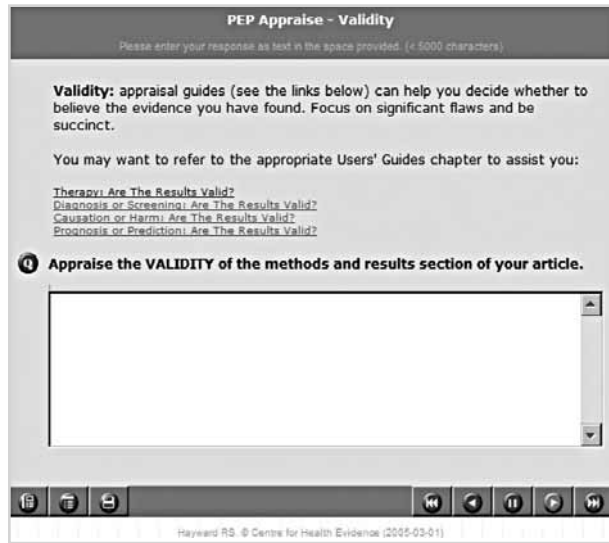 PEP Appraise - Validity
Please enter your response as text in the space provided. (< 5000 characters)
Validity: appraisal guides (see the links below) can help you decide whether to
believe the evidence you have found. Focus on significant flaws and be
succinct.
You may want to refer to the appropriate Users' Guides chapter to assist you:
Therapy: Are The Results Valid?
Diagnosis or Screening: Are The Results Valid?
Causation or Harm: Are The Results Valid?
Prognosis or Prediction: Are The Results Valid?
Q Appraise the VALIDITY of the methods and results section of your article.
Hayward RS © Centre for Health Evidence (2005-03-01)